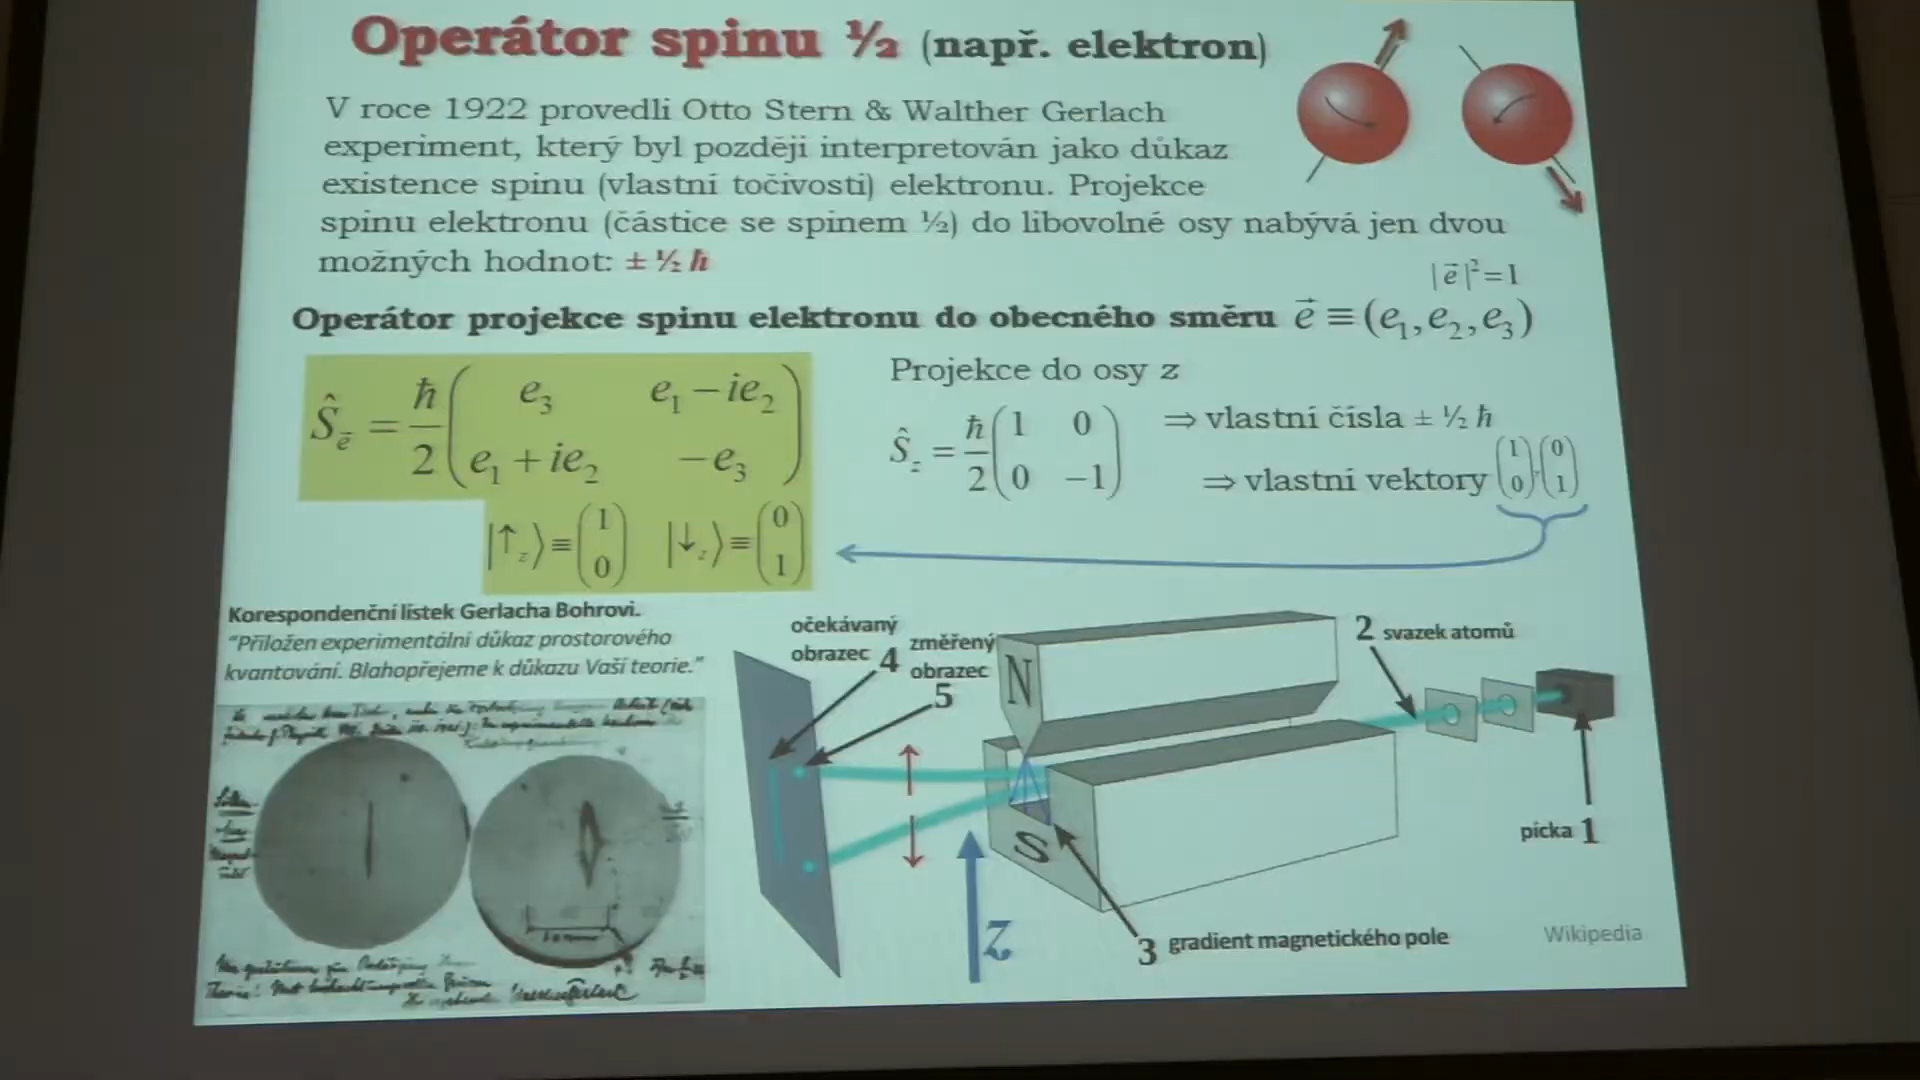 Operátor spinu ½ (např. elektron)
V roce 1922 provedli Otto Stern & Walther Gerlach
experiment, který byl později interpretován jako důkaz
existence spinu (vlastní točivosti) elektronu. Projekce
spinu elektronu (částice se spinem ½) do libovolné osy nabývá jen dvou
možných hodnot: ± ½ ħ
|e⃗|²=1
Operátor projekce spinu elektronu do obecného směru e⃗ ≡ (e₁, e₂, e₃)
Ŝ_e⃗ = ħ/2 ( e₃ e₁ − ie₂
e₁ + ie₂ −e₃ )
|↑z⟩ ≡ (1 0) |↓z⟩ ≡ (0 1)
Projekce do osy z
Ŝz = ħ/2 ( 1 0
0 −1 )
⇒ vlastní čísla ± ½ ħ
⇒ vlastní vektory (1 0), (0 1)
Korespondenční lístek Gerlacha Bohrovi.
"Přiložen experimentální důkaz prostorového
kvantování. Blahopřejeme k důkazu Vaší teorie."
očekávaný
obrazec 4
změřený
obrazec
5
N
S
z
2 svazek atomů
pícka 1
3 gradient magnetického pole
Wikipedia